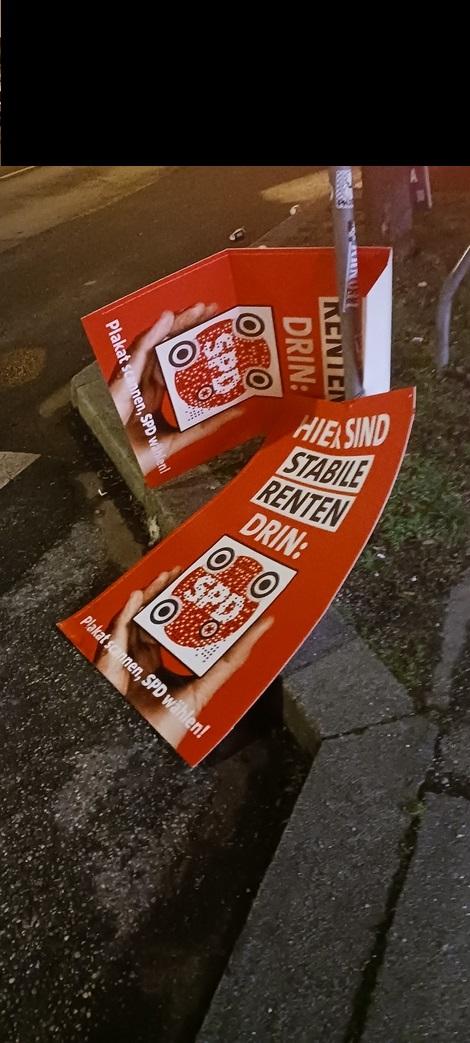 RENTEN
DRIN:
SPD
Plakat scannen, SPD wählen!
HIER SIND
STABILE
RENTEN
DRIN:
SPD
Plakat scannen, SPD wählen!